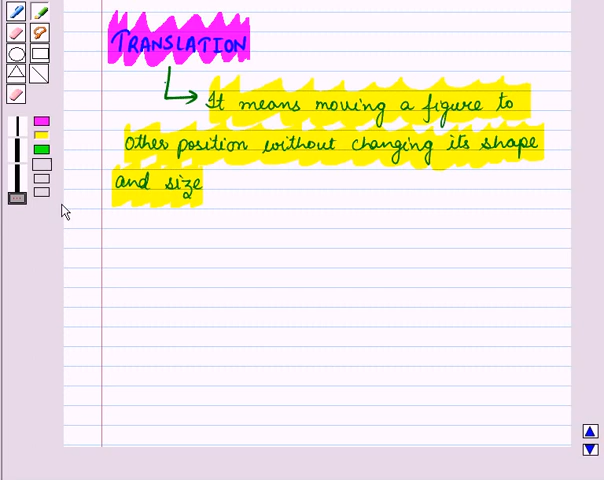 TRANSLATION
It means moving a figure to
other position without changing its shape
and size